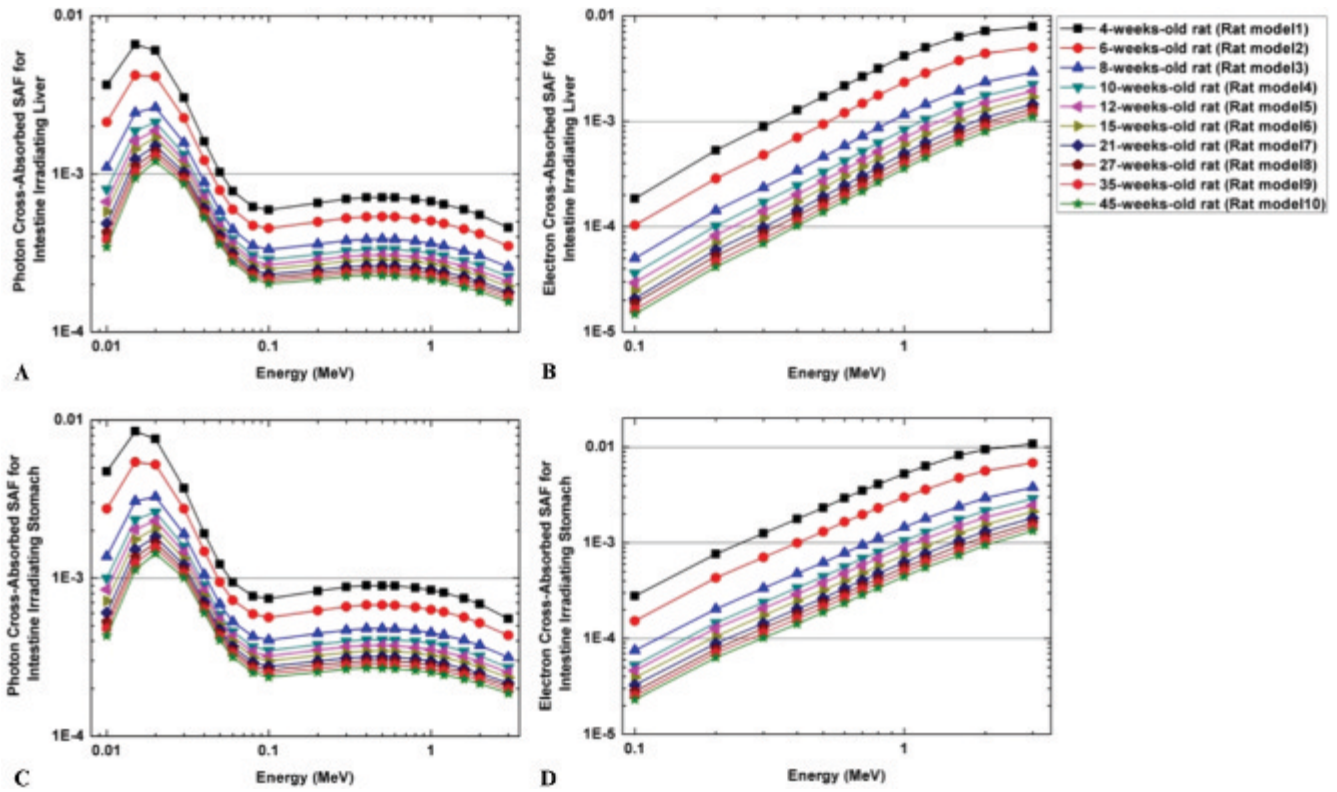 0.01
1E-3
1E-4
0.01
0.1
1
Photon Cross-Absorbed SAF for
Intestine Irradiating Liver
Energy (MeV)
A
0.01
1E-3
1E-4
1E-5
0.1
1
Electron Cross-Absorbed SAF for
Intestine Irradiating Liver
Energy (MeV)
B
4-weeks-old rat (Rat model1)
6-weeks-old rat (Rat model2)
8-weeks-old rat (Rat model3)
10-weeks-old rat (Rat model4)
12-weeks-old rat (Rat model5)
15-weeks-old rat (Rat model6)
21-weeks-old rat (Rat model7)
27-weeks-old rat (Rat model8)
35-weeks-old rat (Rat model9)
45-weeks-old rat (Rat model10)
0.01
1E-3
1E-4
0.01
0.1
1
Photon Cross-Absorbed SAF for
Intestine Irradiating Stomach
Energy (MeV)
C
0.01
1E-3
1E-4
1E-5
0.1
1
Electron Cross-Absorbed SAF for
Intestine Irradiating Stomach
Energy (MeV)
D